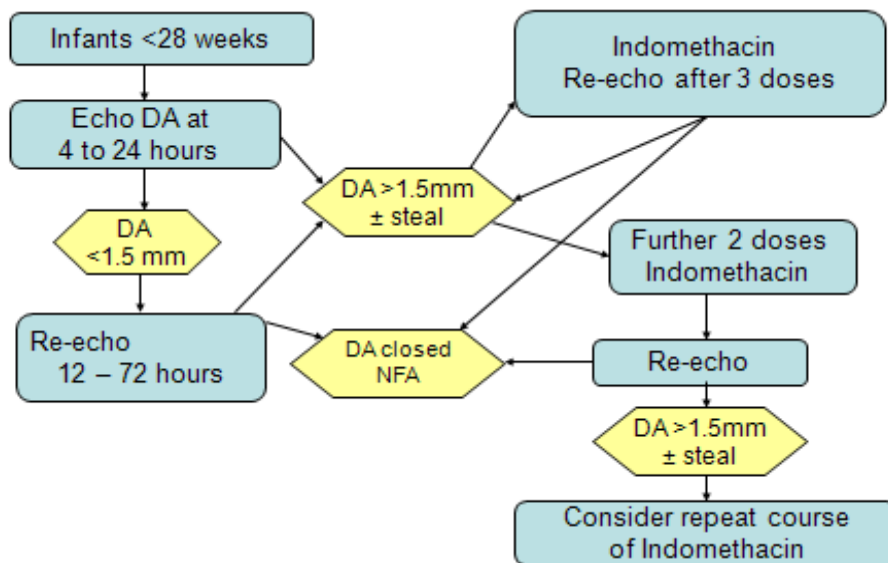 Infants <28 weeks
Indomethacin
Re-echo after 3 doses
Echo DA at
4 to 24 hours
DA >1.5mm
± steal
DA
<1.5 mm
Further 2 doses
Indomethacin
Re-echo
12 – 72 hours
DA closed
NFA
Re-echo
DA >1.5mm
± steal
Consider repeat course
of Indomethacin